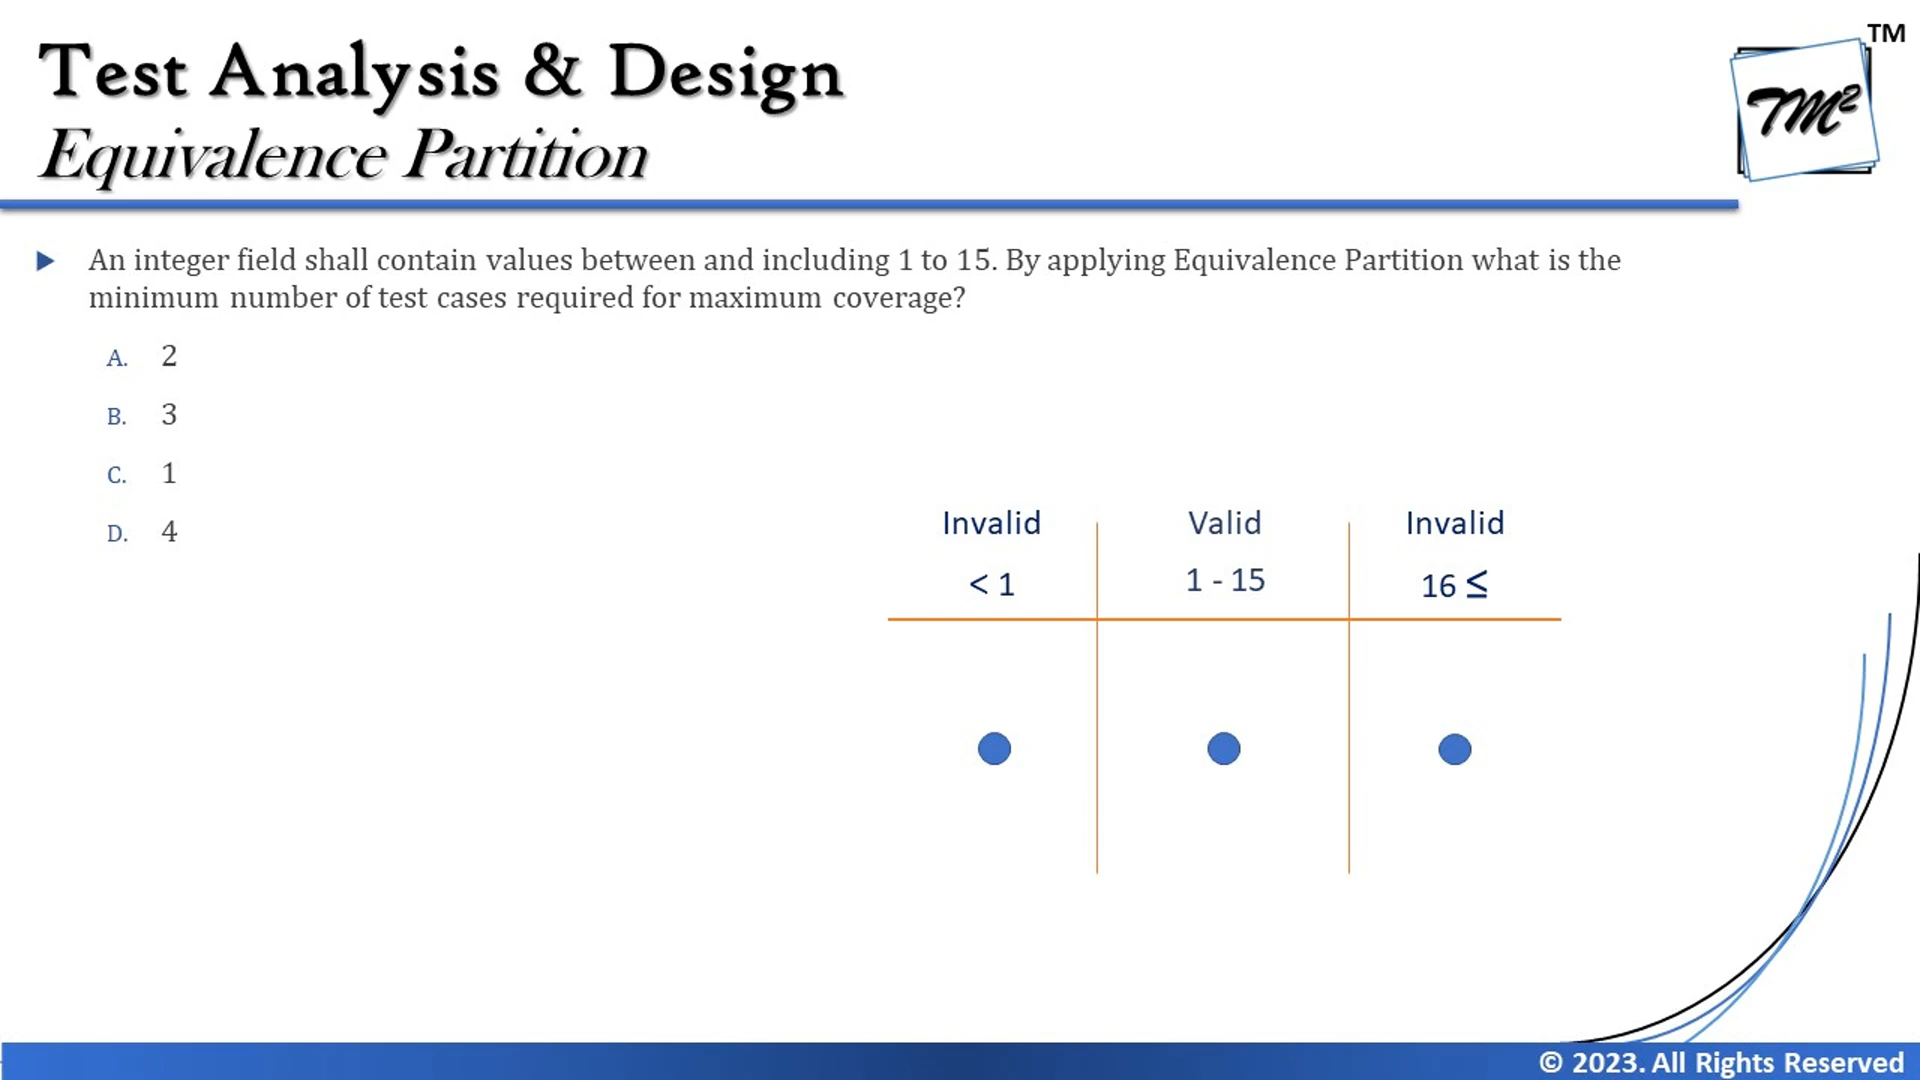 Test Analysis & Design
Equivalence Partition
TM
TM²
An integer field shall contain values between and including 1 to 15. By applying Equivalence Partition what is the
minimum number of test cases required for maximum coverage?
A. 2
B. 3
C. 1
D. 4
Invalid Valid Invalid
< 1 1 - 15 16 ≤
© 2023. All Rights Reserved